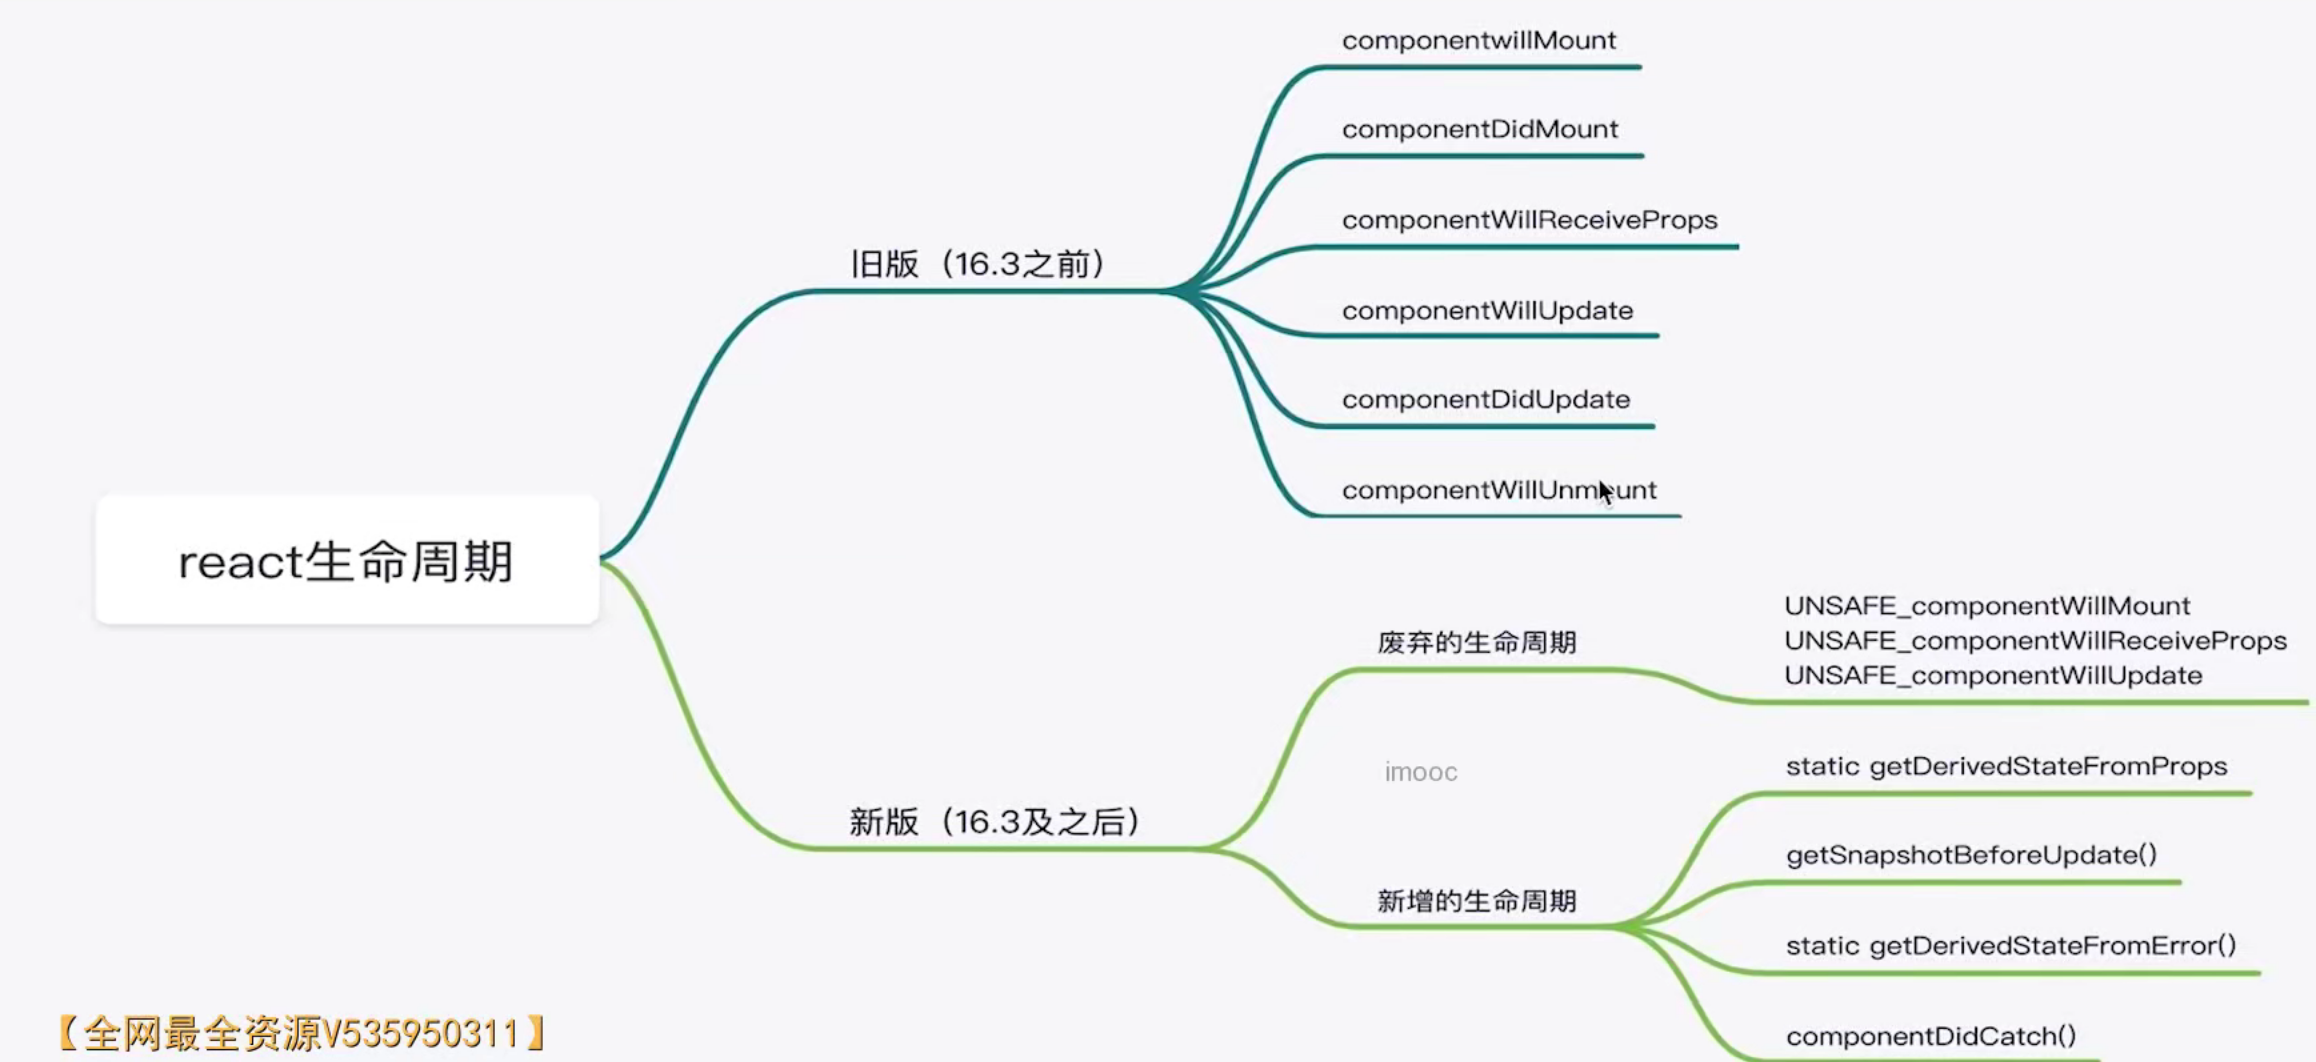 componentwillMount
componentDidMount
componentWillReceiveProps
旧版（16.3之前）
componentWillUpdate
componentDidUpdate
componentWillUnmount
react生命周期
UNSAFE_componentWillMount
废弃的生命周期
UNSAFE_componentWillReceiveProps
UNSAFE_componentWillUpdate
imooc
static getDerivedStateFromProps
新版（16.3及之后）
getSnapshotBeforeUpdate()
新增的生命周期
static getDerivedStateFromError()
componentDidCatch()
【全网最全资源V535950311】